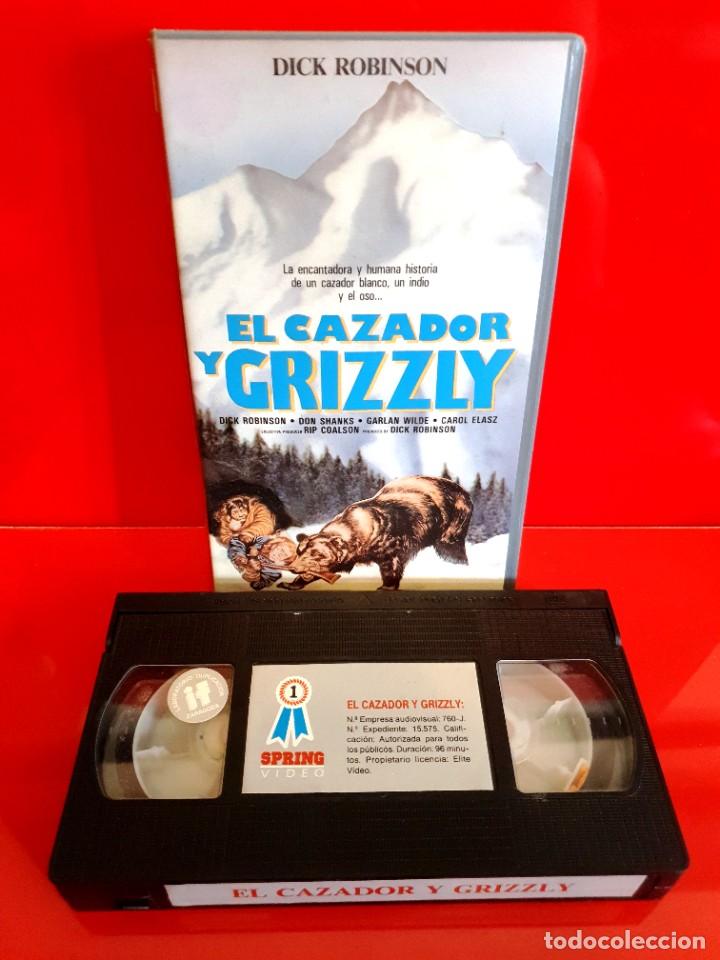 DICK ROBINSON
La encantadora y humana historia
de un cazador blanco, un indio
y el oso...
EL CAZADOR
Y GRIZZLY
DICK ROBINSON • DON SHANKS • GARLAN WILDE • CAROL ELASZ
RIP COALSON DICK ROBINSON
ZARAGOZA
1
SPRING
VIDEO
EL CAZADOR Y GRIZZLY:
N.º Empresa audiovisual: 760-J.
N.º Expediente: 15.575. Califi-
cación: Autorizada para todos
los públicos. Duración: 96 minu-
tos. Propietario licencia: Elite
Video.
EL CAZADOR Y GRIZZLY
todocoleccion